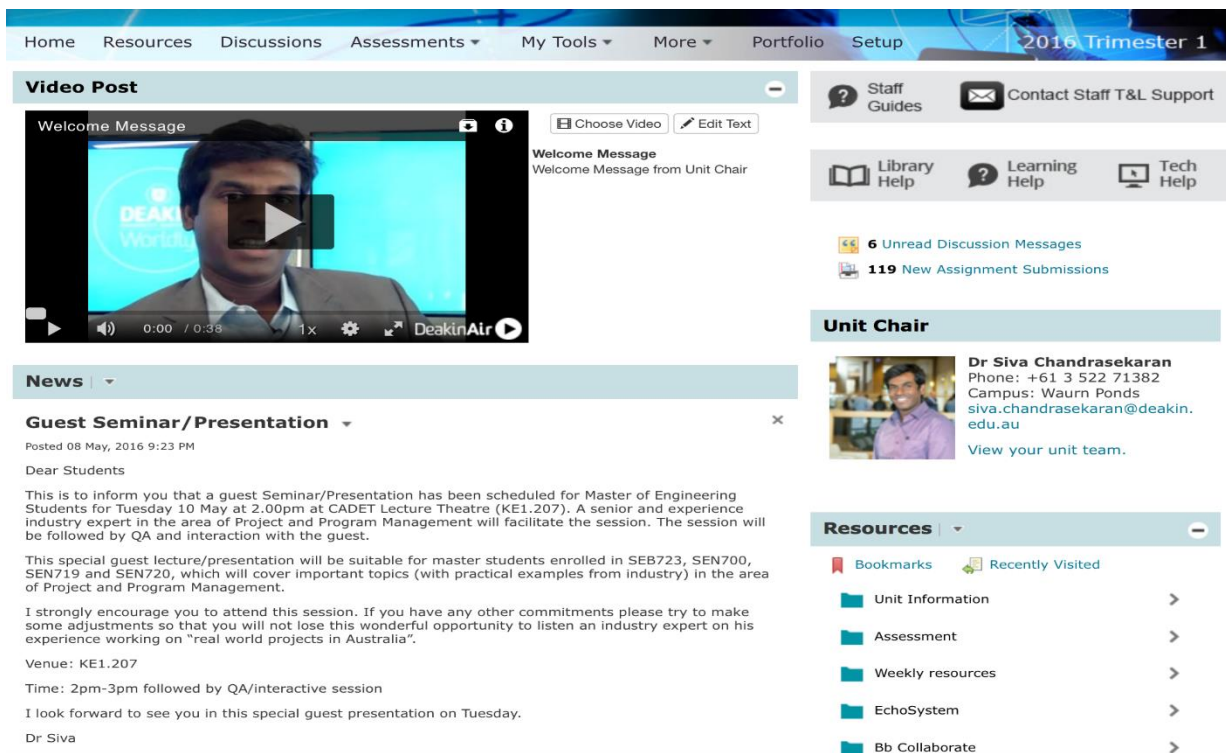 Home Resources Discussions Assessments My Tools More Portfolio Setup 2016 Trimester 1
Video Post
Welcome Message
Choose Video Edit Text
Welcome Message
Welcome Message from Unit Chair
DEAKIN
Worldly
0:00 / 0:38 1x DeakinAir
News
Guest Seminar/Presentation
Posted 08 May, 2016 9:23 PM
Dear Students
This is to inform you that a guest Seminar/Presentation has been scheduled for Master of Engineering
Students for Tuesday 10 May at 2.00pm at CADET Lecture Theatre (KE1.207). A senior and experience
industry expert in the area of Project and Program Management will facilitate the session. The session will
be followed by QA and interaction with the guest.
This special guest lecture/presentation will be suitable for master students enrolled in SEB723, SEN700,
SEN719 and SEN720, which will cover important topics (with practical examples from industry) in the area
of Project and Program Management.
I strongly encourage you to attend this session. If you have any other commitments please try to make
some adjustments so that you will not lose this wonderful opportunity to listen an industry expert on his
experience working on “real world projects in Australia”.
Venue: KE1.207
Time: 2pm-3pm followed by QA/interactive session
I look forward to see you in this special guest presentation on Tuesday.
Dr Siva
Staff
Guides
Contact Staff T&L Support
Library
Help
Learning
Help
Tech
Help
6 Unread Discussion Messages
119 New Assignment Submissions
Unit Chair
Dr Siva Chandrasekaran
Phone: +61 3 522 71382
Campus: Waurn Ponds
siva.chandrasekaran@deakin.
edu.au
View your unit team.
Resources
Bookmarks Recently Visited
Unit Information
Assessment
Weekly resources
EchoSystem
Bb Collaborate